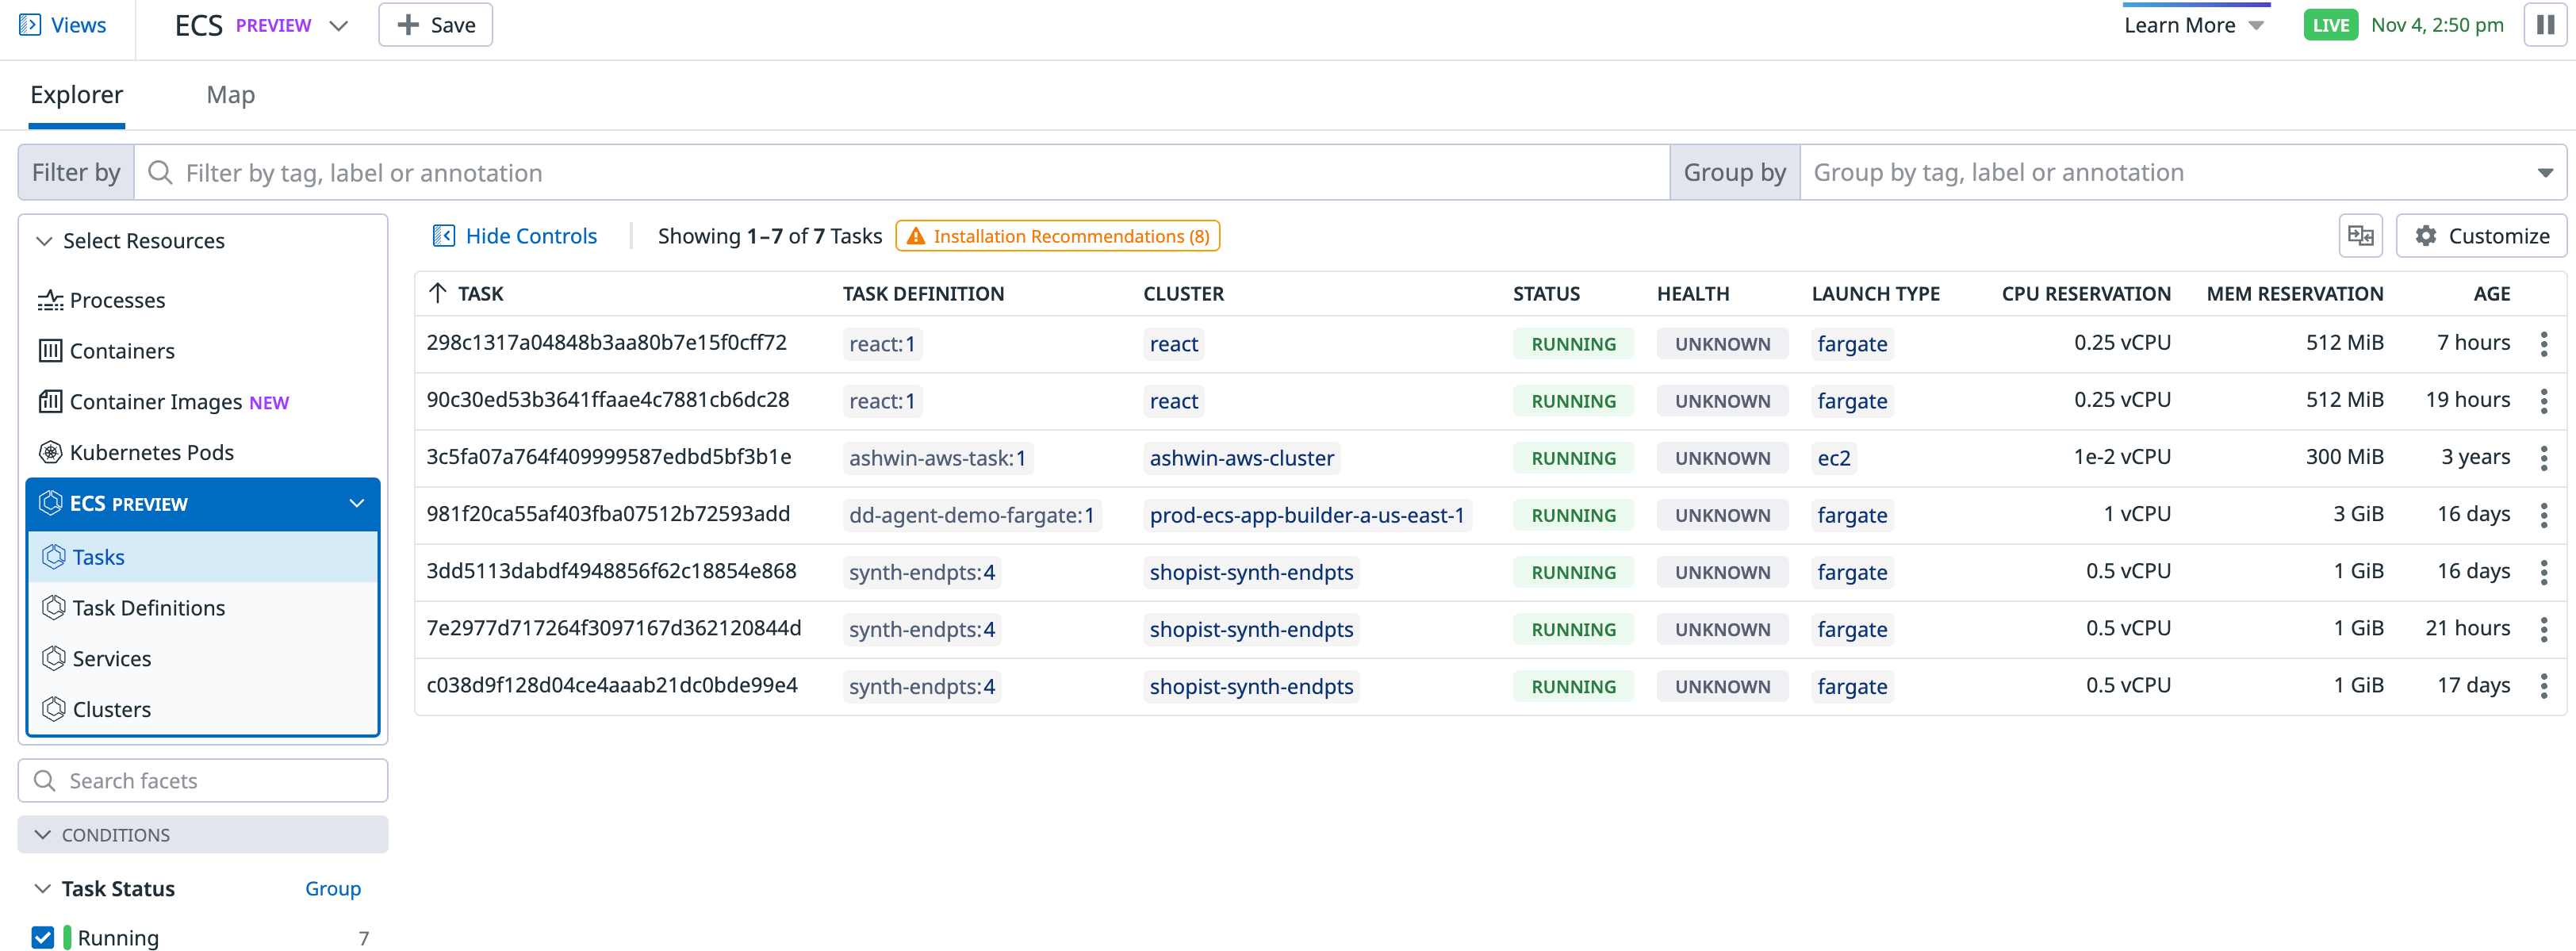 Views
ECS PREVIEW
Save
Learn More
LIVE Nov 4, 2:50 pm
Explorer
Map
Filter by
Filter by tag, label or annotation
Group by
Group by tag, label or annotation
Select Resources
Processes
Containers
Container Images NEW
Kubernetes Pods
ECS PREVIEW
Tasks
Task Definitions
Services
Clusters
Search facets
CONDITIONS
Task Status Group
Running 7
Hide Controls
Showing 1–7 of 7 Tasks
Installation Recommendations (8)
Customize
TASK TASK DEFINITION CLUSTER STATUS HEALTH LAUNCH TYPE CPU RESERVATION MEM RESERVATION AGE
298c1317a04848b3aa80b7e15f0cff72 react:1 react RUNNING UNKNOWN fargate 0.25 vCPU 512 MiB 7 hours
90c30ed53b3641ffaae4c7881cb6dc28 react:1 react RUNNING UNKNOWN fargate 0.25 vCPU 512 MiB 19 hours
3c5fa07a764f409999587edbd5bf3b1e ashwin-aws-task:1 ashwin-aws-cluster RUNNING UNKNOWN ec2 1e-2 vCPU 300 MiB 3 years
981f20ca55af403fba07512b72593add dd-agent-demo-fargate:1 prod-ecs-app-builder-a-us-east-1 RUNNING UNKNOWN fargate 1 vCPU 3 GiB 16 days
3dd5113dabdf4948856f62c18854e868 synth-endpts:4 shopist-synth-endpts RUNNING UNKNOWN fargate 0.5 vCPU 1 GiB 16 days
7e2977d717264f3097167d362120844d synth-endpts:4 shopist-synth-endpts RUNNING UNKNOWN fargate 0.5 vCPU 1 GiB 21 hours
c038d9f128d04ce4aaab21dc0bde99e4 synth-endpts:4 shopist-synth-endpts RUNNING UNKNOWN fargate 0.5 vCPU 1 GiB 17 days